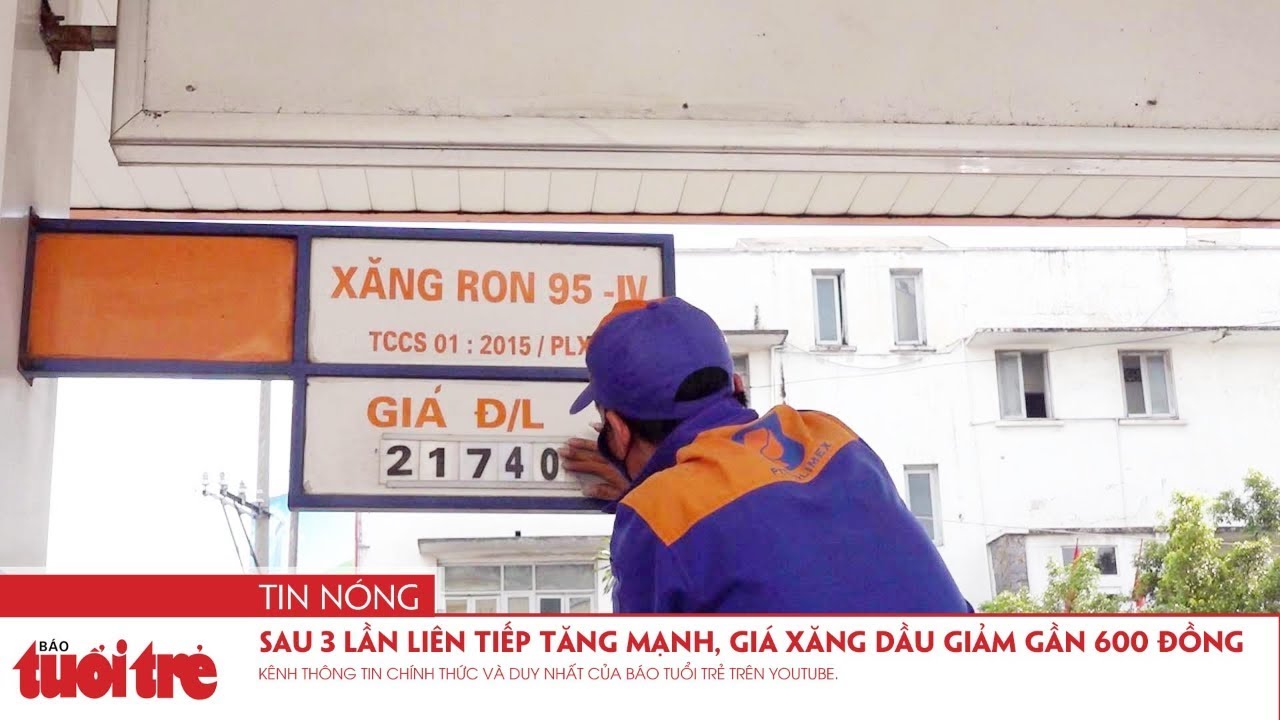 XĂNG RON 95 -IV
TCCS 01 : 2015 / PLX
GIÁ Đ/L
21740
TIN NÓNG
BÁO
tuổi trẻ
SAU 3 LẦN LIÊN TIẾP TĂNG MẠNH, GIÁ XĂNG DẦU GIẢM GẦN 600 ĐỒNG
KÊNH THÔNG TIN CHÍNH THỨC VÀ DUY NHẤT CỦA BÁO TUỔI TRẺ TRÊN YOUTUBE.